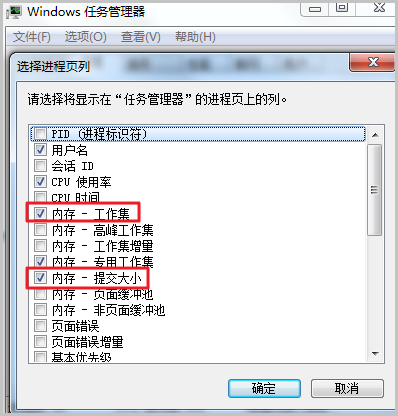 Windows 任务管理器
文件(F) 选项(O) 查看(V) 帮助(H)
选择进程页列
请选择将显示在“任务管理器”的进程页上的列。
PID (进程标识符)
用户名
会话 ID
CPU 使用率
CPU 时间
内存 - 工作集
内存 - 高峰工作集
内存 - 工作集增量
内存 - 专用工作集
内存 - 提交大小
内存 - 页面缓冲池
内存 - 非页面缓冲池
页面错误
页面错误增量
基本优先级
确定 取消